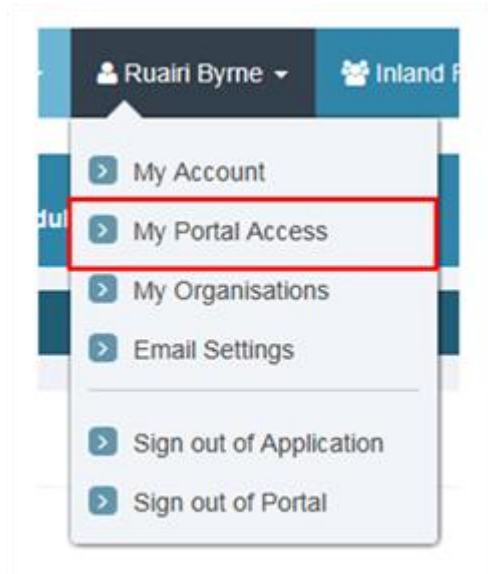 Ruairi Byrne
Inland
My Account
My Portal Access
My Organisations
Email Settings
Sign out of Application
Sign out of Portal